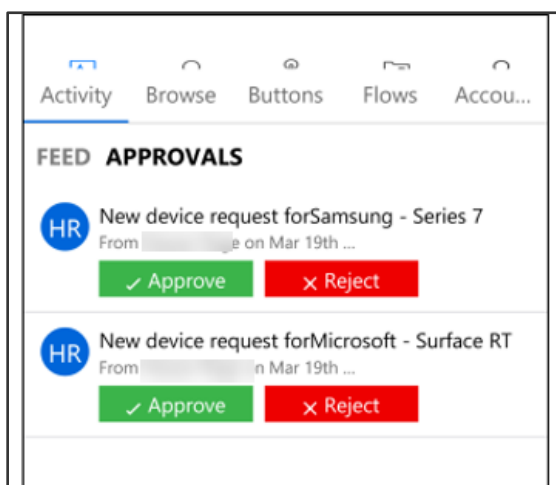 Activity Browse Buttons Flows Accou...
FEED APPROVALS
HR New device request forSamsung - Series 7
From on Mar 19th ...
✓ Approve ✕ Reject
HR New device request forMicrosoft - Surface RT
From n Mar 19th ...
✓ Approve ✕ Reject